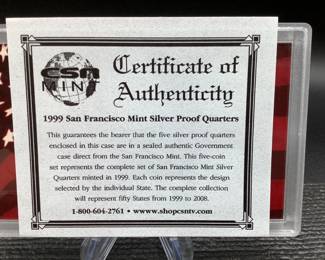 CSN
MINT
Certificate of
Authenticity
1999 San Francisco Mint Silver Proof Quarters
This guarantees the bearer that the five silver proof quarters
enclosed in this case are in a sealed authentic Government
case direct from the San Francisco Mint. This five-coin
set represents the complete set of San Francisco Mint Silver
Quarters minted in 1999. Each coin represents the design
selected by the individual State. The complete collection
will represent fifty States from 1999 to 2008.
1-800-604-2761 • www.shopcsntv.com